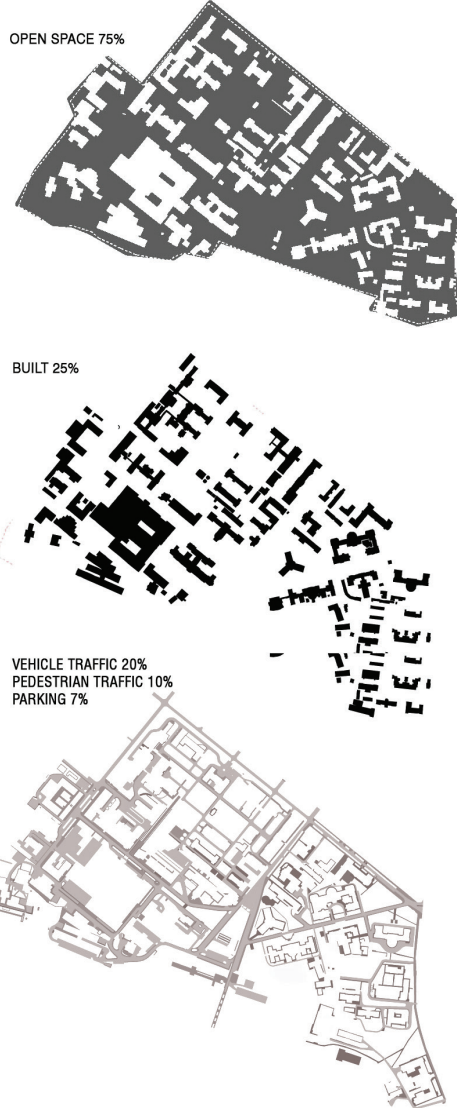 OPEN SPACE 75%
BUILT 25%
VEHICLE TRAFFIC 20%
PEDESTRIAN TRAFFIC 10%
PARKING 7%